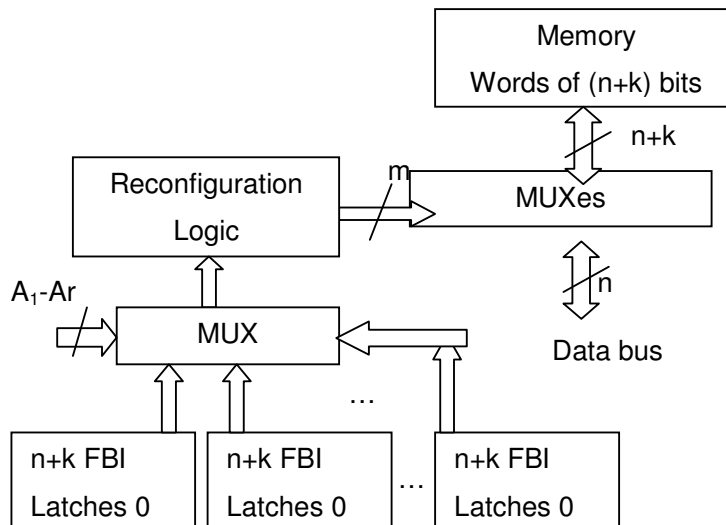 Memory
Words of (n+k) bits
n+k
Reconfiguration
Logic
m
MUXes
A₁-Ar
MUX
n
Data bus
…
n+k FBI
Latches 0
n+k FBI
Latches 0
…
n+k FBI
Latches 0